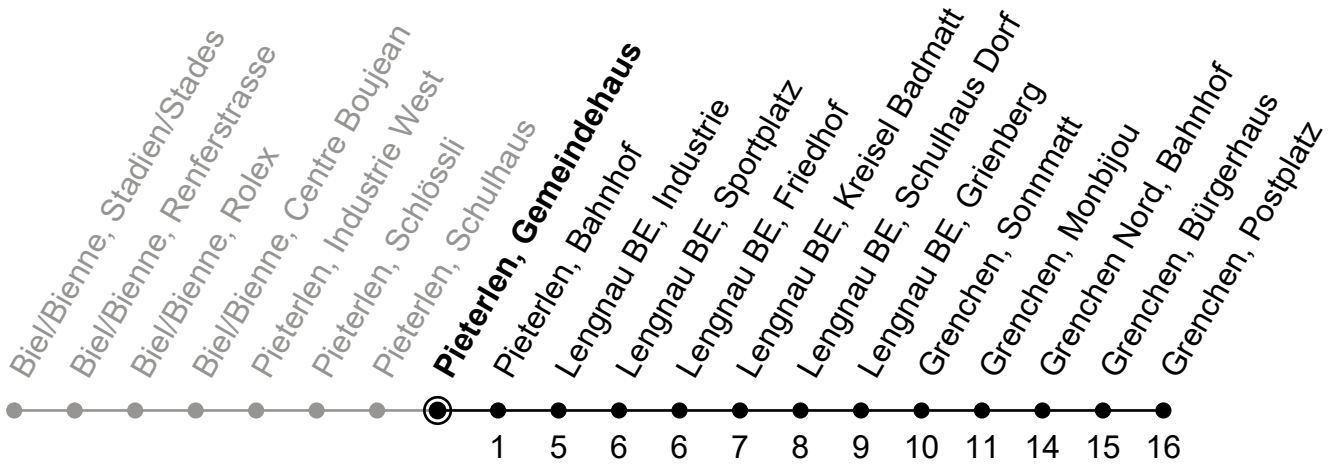 Biel/Bienne, Stadien/Stades
Biel/Bienne, Renferstrasse
Biel/Bienne, Rolex
Biel/Bienne, Centre Boujean
Pieterlen, Industrie West
Pieterlen, Schlössli
Pieterlen, Schulhaus
Pieterlen, Gemeindehaus
Pieterlen, Bahnhof
Lengnau BE, Industrie
Lengnau BE, Sportplatz
Lengnau BE, Friedhof
Lengnau BE, Kreisel Badmatt
Lengnau BE, Schulhaus Dorf
Lengnau BE, Grienberg
Grenchen, Sonnmatt
Grenchen, Monbijou
Grenchen Nord, Bahnhof
Grenchen, Bürgerhaus
Grenchen, Postplatz
1 5 6 6 7 8 9 10 11 14 15 16